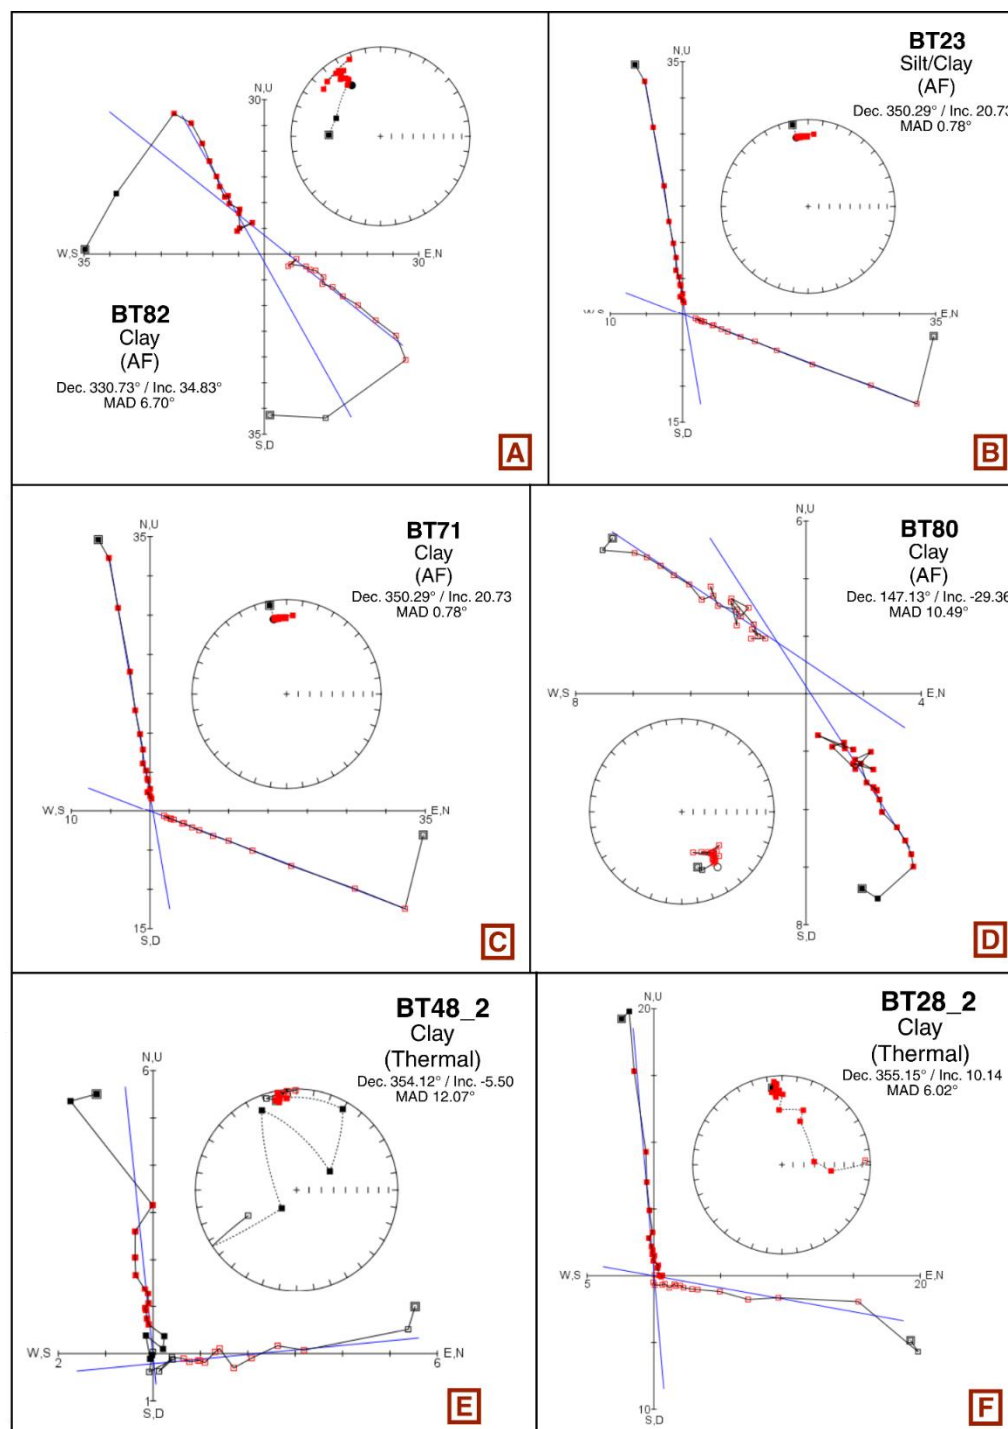 N,U
30
W,S
35
30
E,N
35
S,D
BT82
Clay
(AF)
Dec. 330.73° / Inc. 34.83°
MAD 6.70°
A
N,U
35
BT23
Silt/Clay
(AF)
Dec. 350.29° / Inc. 20.73
MAD 0.78°
10
E,N
35
15
S,D
B
N,U
35
BT71
Clay
(AF)
Dec. 350.29° / Inc. 20.73
MAD 0.78°
W,S
10
E,N
35
15
S,D
C
N,U
6
BT80
Clay
(AF)
Dec. 147.13° / Inc. -29.36
MAD 10.49°
W,S
8
E,N
4
8
S,D
D
N,U
6
BT48_2
Clay
(Thermal)
Dec. 354.12° / Inc. -5.50
MAD 12.07°
W,S
2
E,N
6
1
S,D
E
N,U
20
BT28_2
Clay
(Thermal)
Dec. 355.15° / Inc. 10.14
MAD 6.02°
W,S
5
E,N
20
10
S,D
F